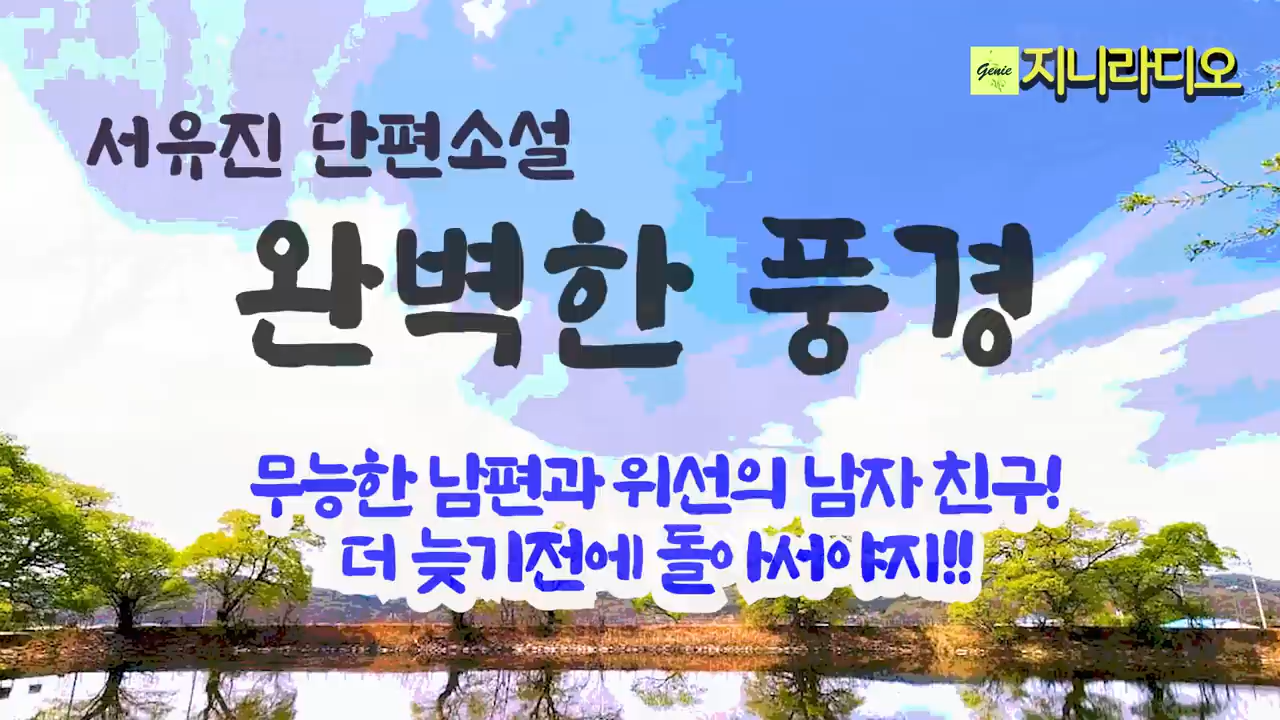 Genie 지니라디오
서유진 단편소설
완벽한 풍경
무능한 남편과 위선의 남자 친구!
더 늦기전에 돌아서야지!!